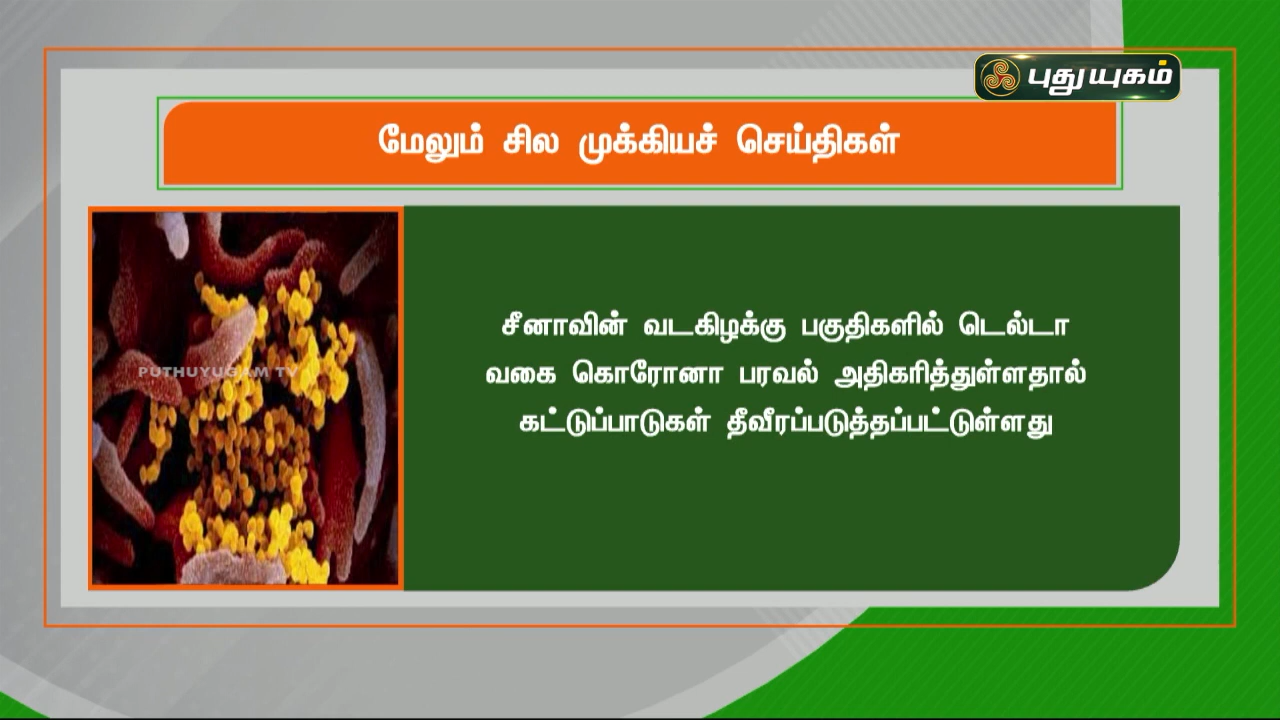 புதுயுகம்
மேலும் சில முக்கியச் செய்திகள்
சீனாவின் வடகிழக்கு பகுதிகளில் டெல்டா
வகை கொரோனா பரவல் அதிகரித்துள்ளதால்
கட்டுப்பாடுகள் தீவீரப்படுத்தப்பட்டுள்ளது
PUTHUYUGAM TV